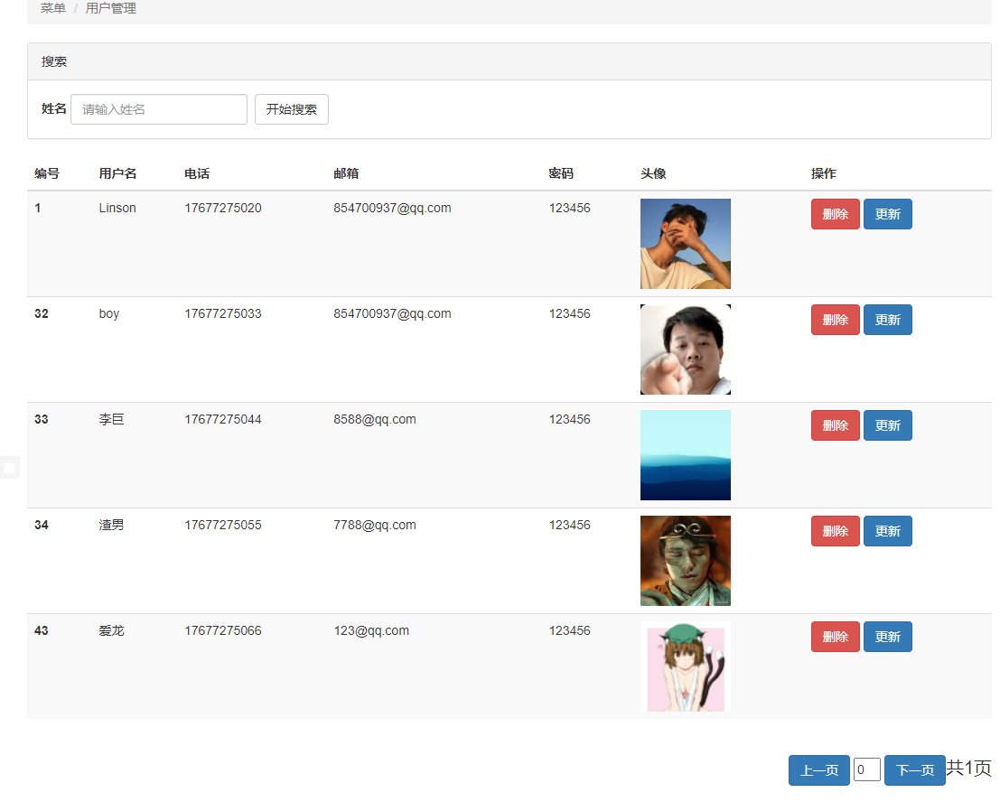 菜单 / 用户管理
搜索
姓名 请输入姓名 开始搜索
编号 用户名 电话 邮箱 密码 头像 操作
1 Linson 17677275020 854700937@qq.com 123456 删除 更新
32 boy 17677275033 854700937@qq.com 123456 删除 更新
33 李巨 17677275044 8588@qq.com 123456 删除 更新
34 渣男 17677275055 7788@qq.com 123456 删除 更新
43 爱龙 17677275066 123@qq.com 123456 删除 更新
上一页 0 下一页 共1页